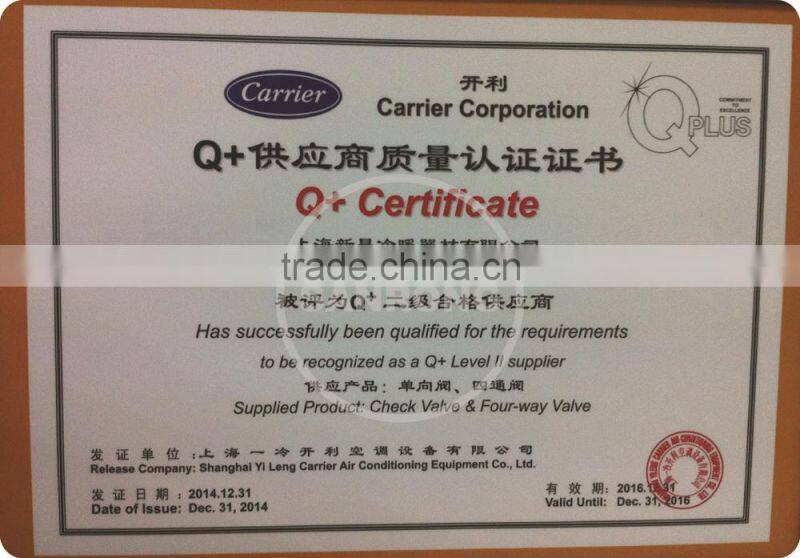 Carrier
开利
Carrier Corporation
COMMITMENT
TO
EXCELLENCE
Q PLUS
Q+供应商质量认证证书
Q+ Certificate
trade.china.cn
SANRONG
被评为Q+二级合格供应商
Has successfully been qualified for the requirements
to be recognized as a Q+ Level II supplier
供应产品: 单向阀、四通阀
Supplied Product: Check Valve & Four-way Valve
发证单位:上海一冷开利空调设备有限公司
Release Company: Shanghai Yi Leng Carrier Air Conditioning Equipment Co., Ltd.
发证日期: 2014.12.31
Date of Issue: Dec. 31, 2014
有效期: 2016.12.31
Valid Until: Dec. 31, 2016